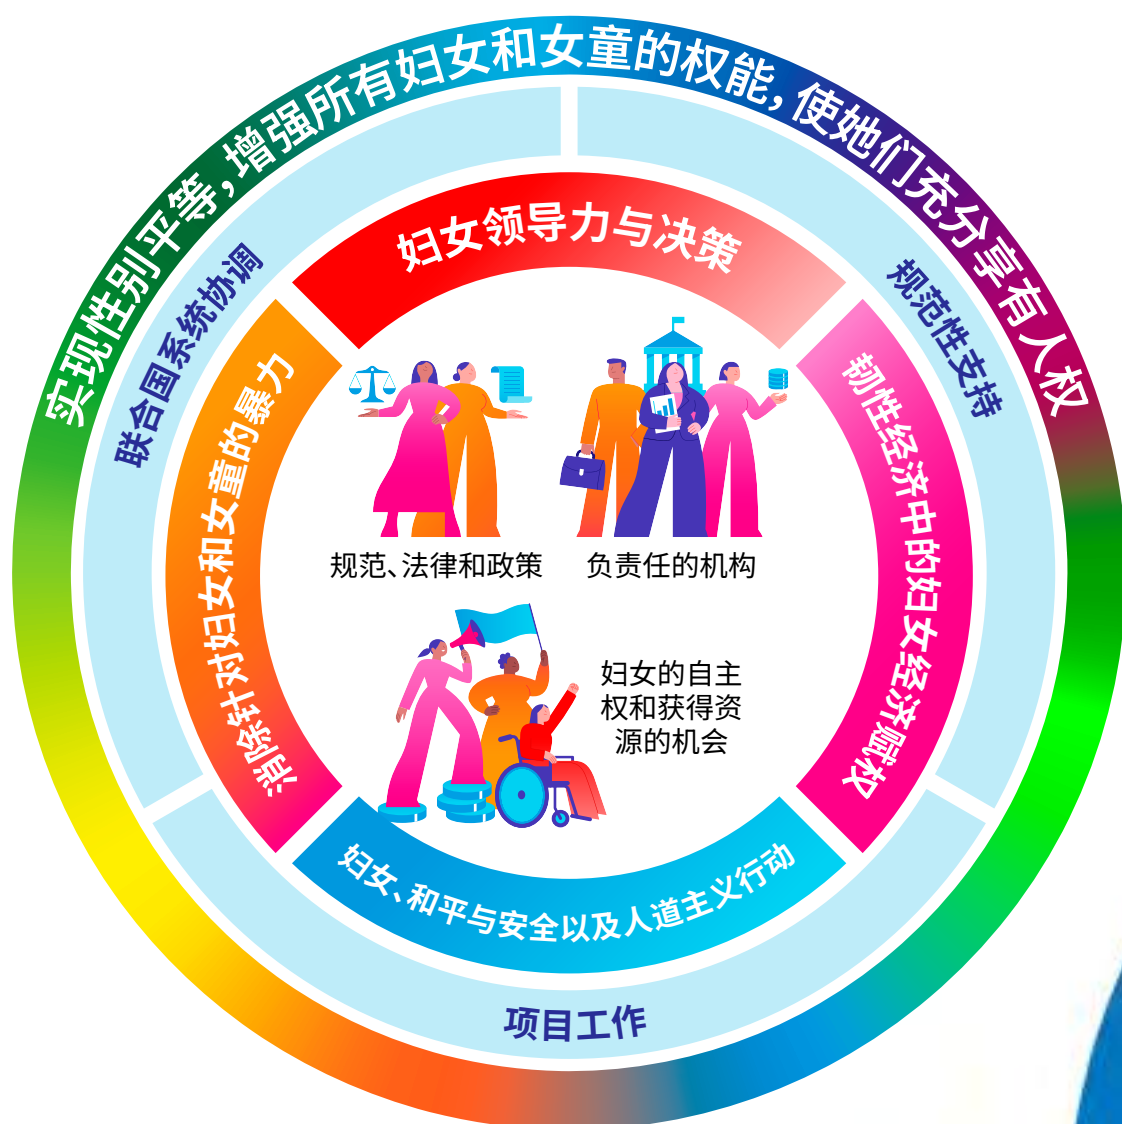 实现性别平等，增强所有妇女和女童的权能，使她们充分享有人权
联合国系统协调
规范性支持
妇女领导力与决策
消除针对妇女和女童的暴力
韧性经济中的妇女经济赋权
规范、法律和政策
负责任的机构
妇女的自主
权和获得资
源的机会
妇女、和平与安全以及人道主义行动
项目工作